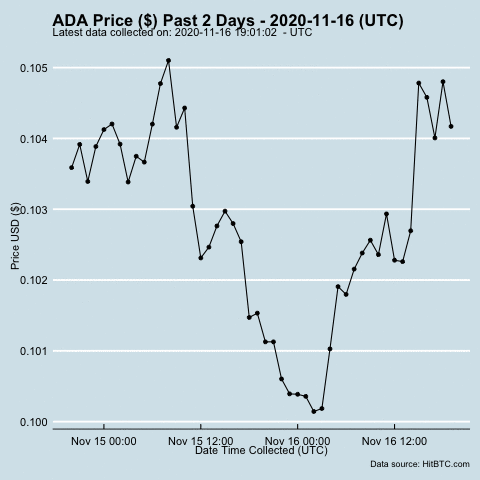 ADA Price ($) Past 2 Days - 2020-11-16 (UTC)
Latest data collected on: 2020-11-16 19:01:02 - UTC
0.105
0.104
0.103
0.102
0.101
0.100
Price USD ($)
Nov 15 00:00 Nov 15 12:00 Nov 16 00:00 Nov 16 12:00
Date Time Collected (UTC)
Data source: HitBTC.com